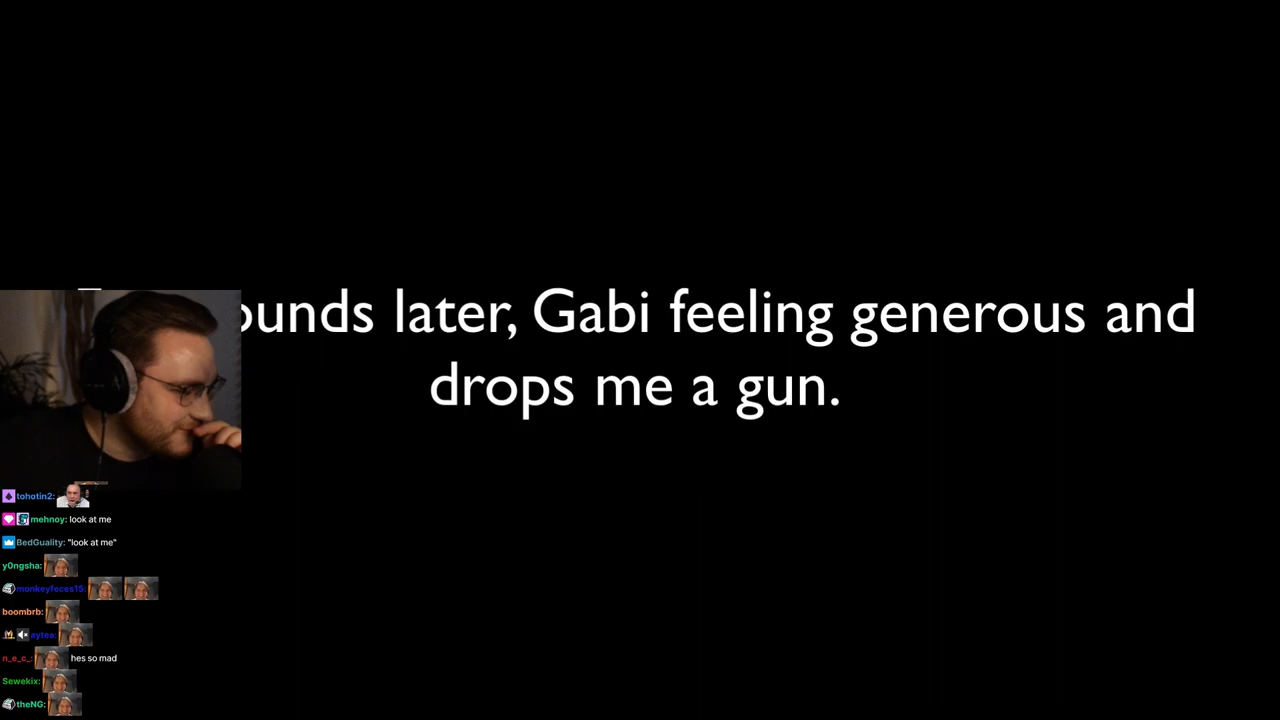 ounds later, Gabi feeling generous and
drops me a gun.
tohotin2:
mehnoy: look at me
BedGuality: "look at me"
y0ngsha:
monkeyfeces15:
boombrb:
aytea:
n_e_c_: hes so mad
Sewekix:
theNG: